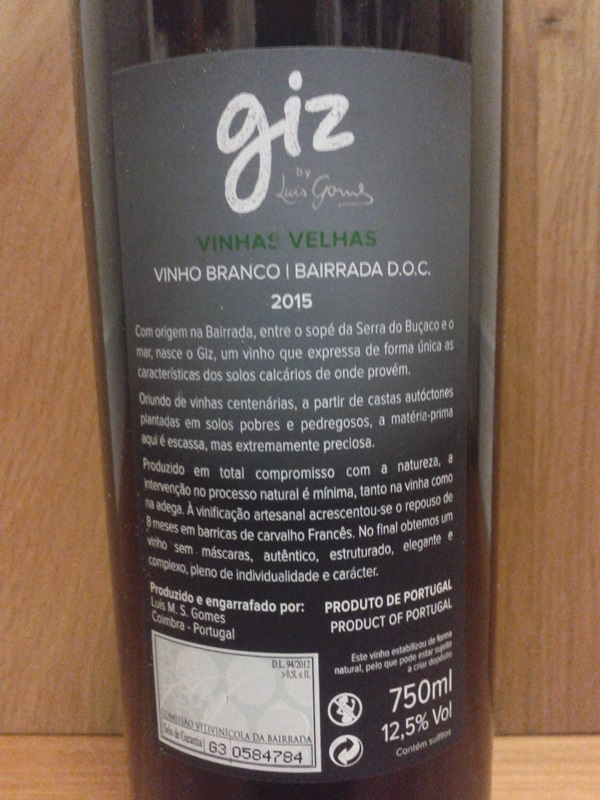 giz
by
Luis Gomes
VINHAS VELHAS
VINHO BRANCO | BAIRRADA D.O.C.
2015
Com origem na Bairrada, entre o sopé da Serra do Buçaco e o
mar, nasce o Giz, um vinho que expressa de forma única as
características dos solos calcários de onde provém.
Oriundo de vinhas centenárias, a partir de castas autóctones
plantadas em solos pobres e pedregosos, a matéria-prima
aqui é escassa, mas extremamente preciosa.
Produzido em total compromisso com a natureza, a
intervenção no processo natural é mínima, tanto na vinha como
na adega. À vinificação artesanal acrescentou-se o repouso de
8 meses em barricas de carvalho Francês. No final obtemos um
vinho sem máscaras, autêntico, estruturado, elegante e
complexo, pleno de individualidade e carácter.
Produzido e engarrafado por:
Luís M. S. Gomes
Coimbra - Portugal
PRODUTO DE PORTUGAL
PRODUCT OF PORTUGAL
Este vinho estabilizou de forma
natural, pelo que pode estar sujeito
a criar depósito
750ml
12,5% Vol
Contém sulfitos
D.L. 94/2012
>0,5L ≤ 1L
COMISSÃO VITIVINÍCOLA DA BAIRRADA
Selo de Garantia G3 0584784